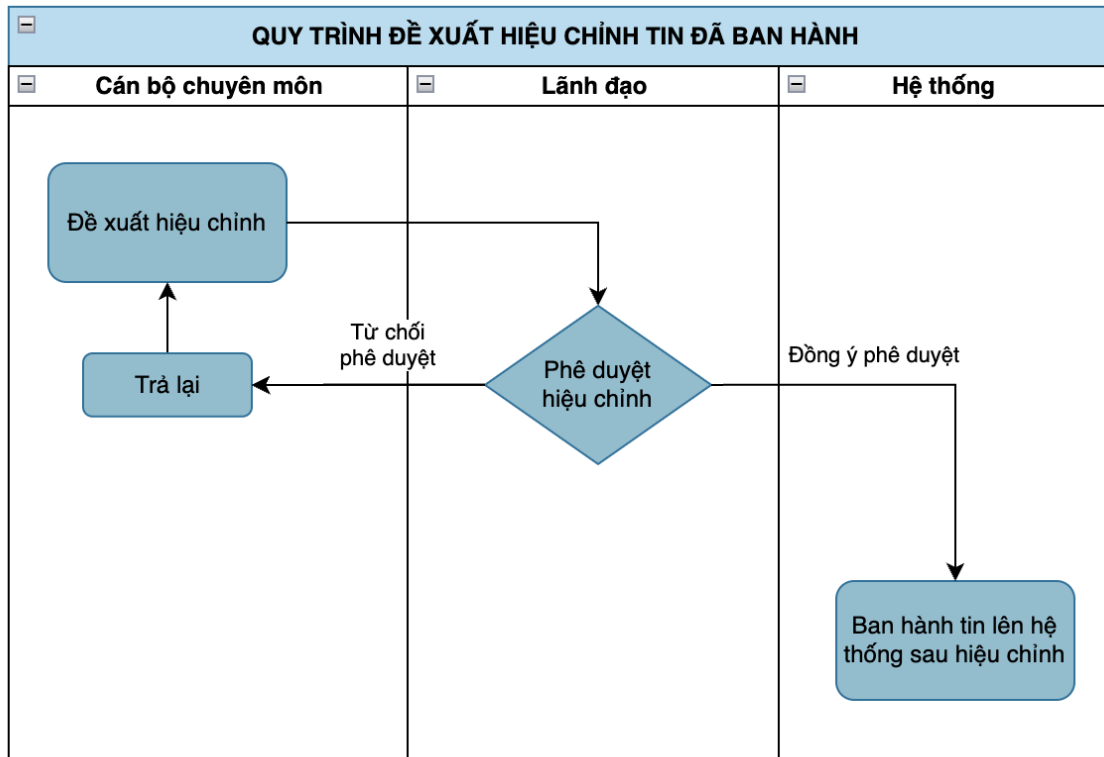 QUY TRÌNH ĐỀ XUẤT HIỆU CHỈNH TIN ĐÃ BAN HÀNH
Cán bộ chuyên môn
Lãnh đạo
Hệ thống
Đề xuất hiệu chỉnh
Từ chối
phê duyệt
Đồng ý phê duyệt
Trả lại
Phê duyệt
hiệu chỉnh
Ban hành tin lên hệ
thống sau hiệu chỉnh